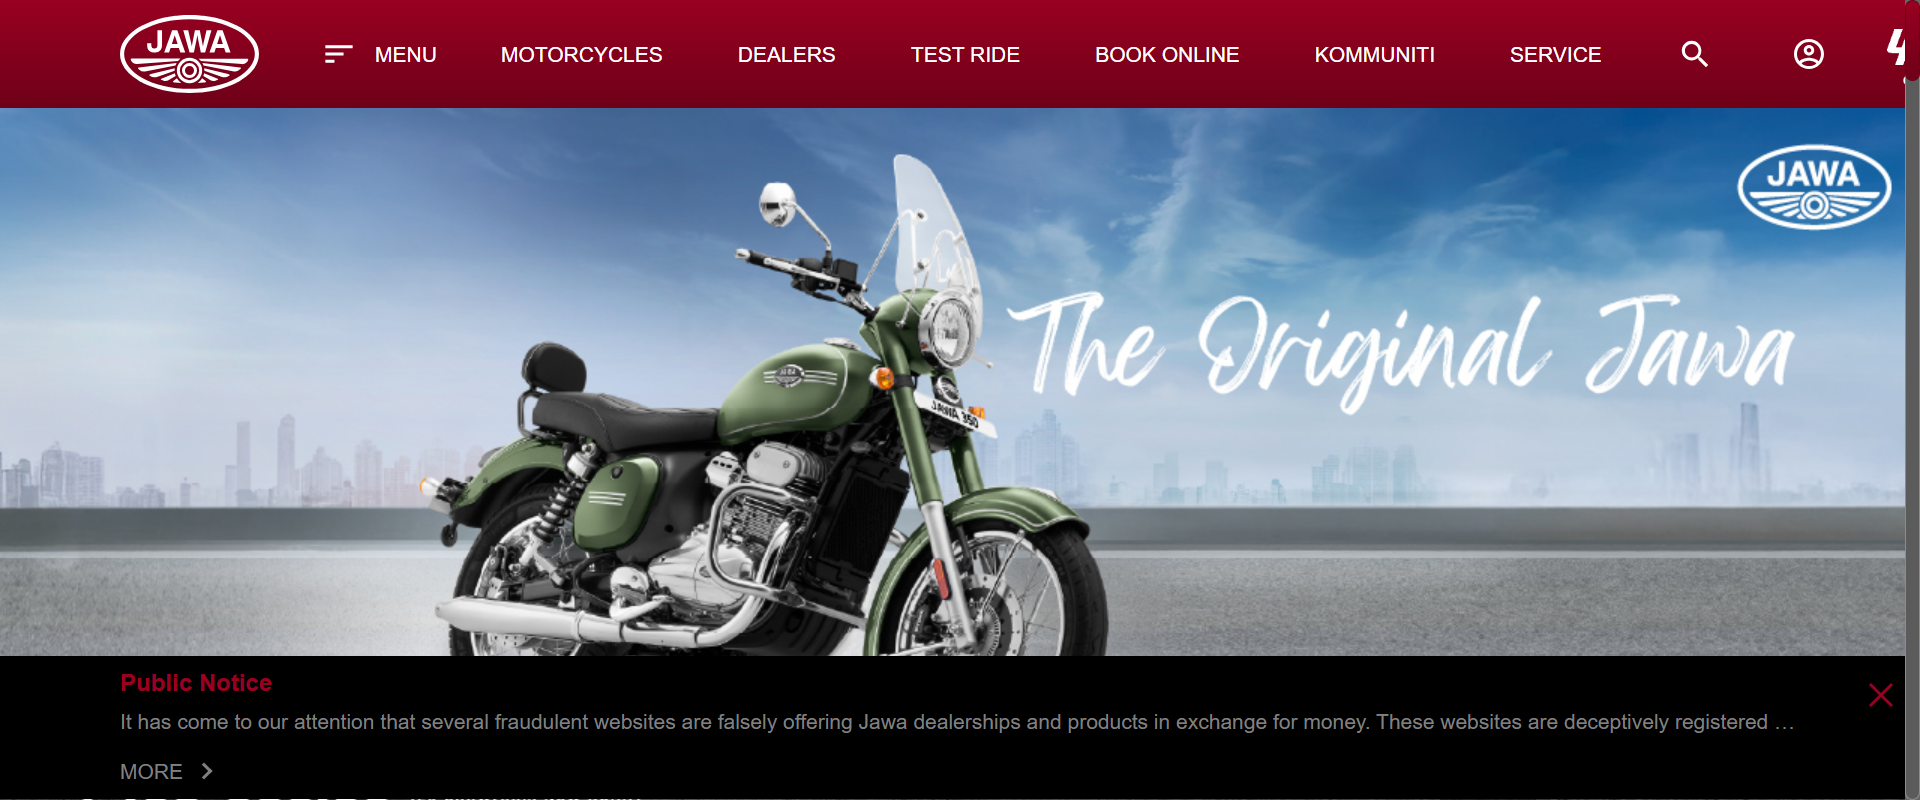 JAWA
MENU
MOTORCYCLES
DEALERS
TEST RIDE
BOOK ONLINE
KOMMUNITI
SERVICE
JAWA
The Original Jawa
JAWA
JAWA 350
Public Notice
It has come to our attention that several fraudulent websites are falsely offering Jawa dealerships and products in exchange for money. These websites are deceptively registered ...
MORE